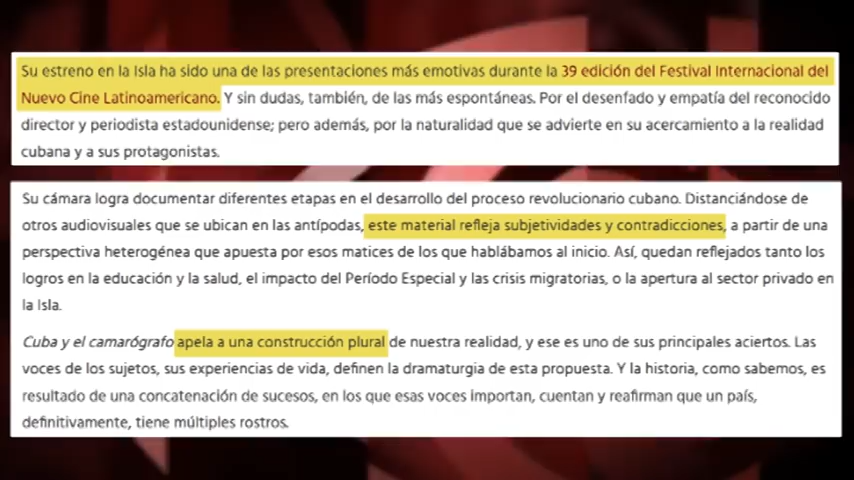 Su estreno en la Isla ha sido una de las presentaciones más emotivas durante la 39 edición del Festival Internacional del
Nuevo Cine Latinoamericano. Y sin dudas, también, de las más espontáneas. Por el desenfado y empatía del reconocido
director y periodista estadounidense; pero además, por la naturalidad que se advierte en su acercamiento a la realidad
cubana y a sus protagonistas.
Su cámara logra documentar diferentes etapas en el desarrollo del proceso revolucionario cubano. Distanciándose de
otros audiovisuales que se ubican en las antípodas, este material refleja subjetividades y contradicciones, a partir de una
perspectiva heterogénea que apuesta por esos matices de los que hablábamos al inicio. Así, quedan reflejados tanto los
logros en la educación y la salud, el impacto del Período Especial y las crisis migratorias, o la apertura al sector privado en
la Isla.
Cuba y el camarógrafo apela a una construcción plural de nuestra realidad, y ese es uno de sus principales aciertos. Las
voces de los sujetos, sus experiencias de vida, definen la dramaturgia de esta propuesta. Y la historia, como sabemos, es
resultado de una concatenación de sucesos, en los que esas voces importan, cuentan y reafirman que un país,
definitivamente, tiene múltiples rostros.